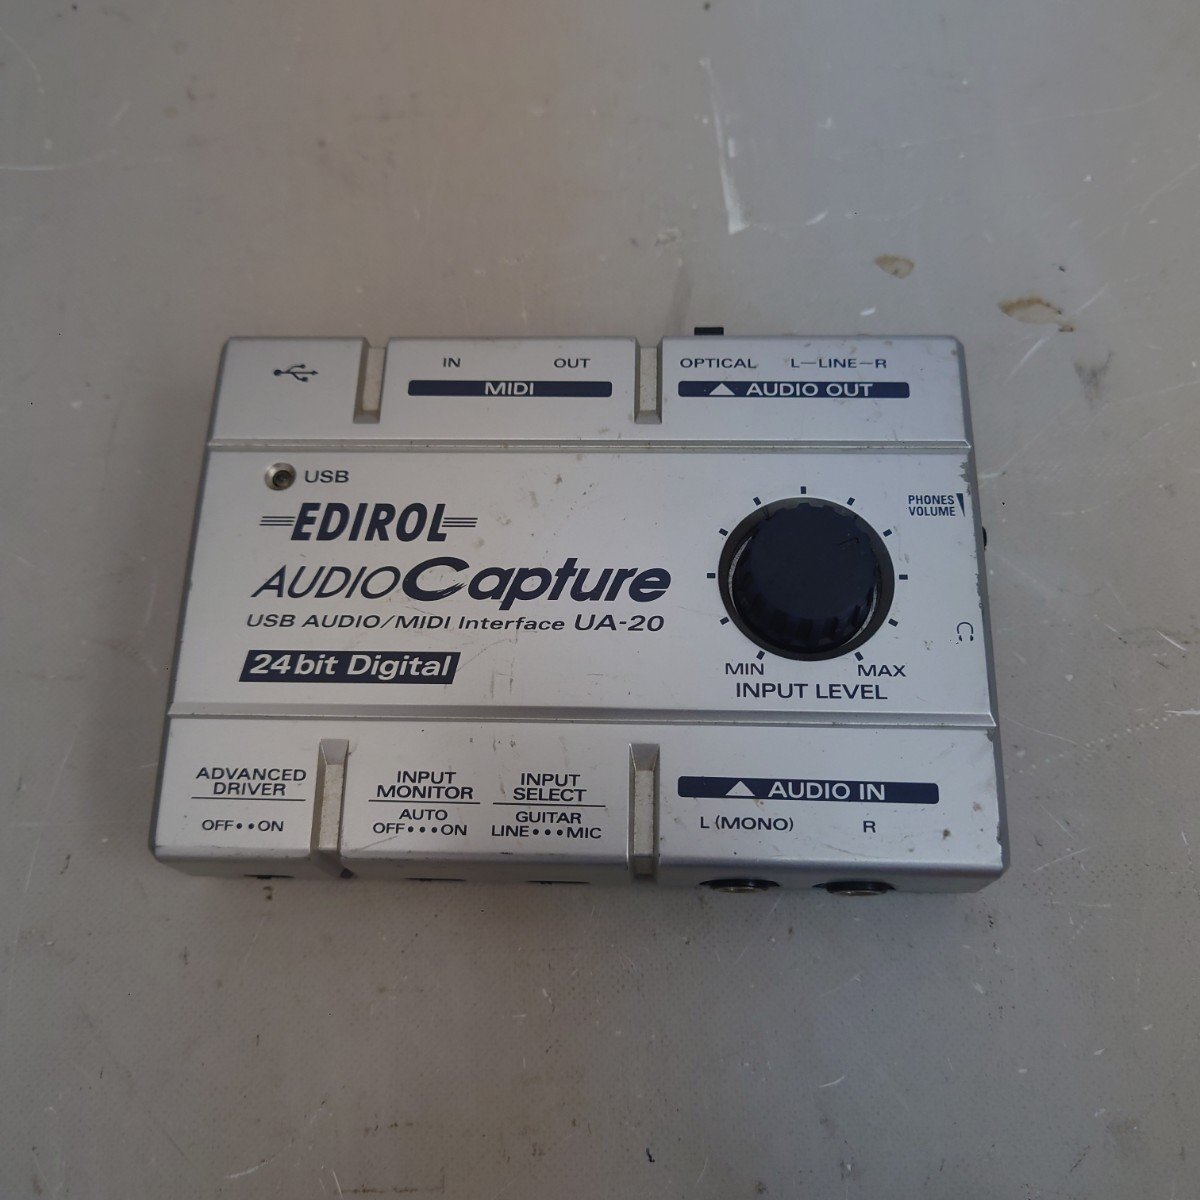 IN OUT
MIDI
OPTICAL L—LINE—R
AUDIO OUT
USB
EDIROL
AUDIO Capture
USB AUDIO/MIDI Interface UA-20
24bit Digital
PHONES
VOLUME
MIN MAX
INPUT LEVEL
ADVANCED
DRIVER
OFF••ON
INPUT
MONITOR
AUTO
OFF•••ON
INPUT
SELECT
GUITAR
LINE•••MIC
AUDIO IN
L (MONO) R